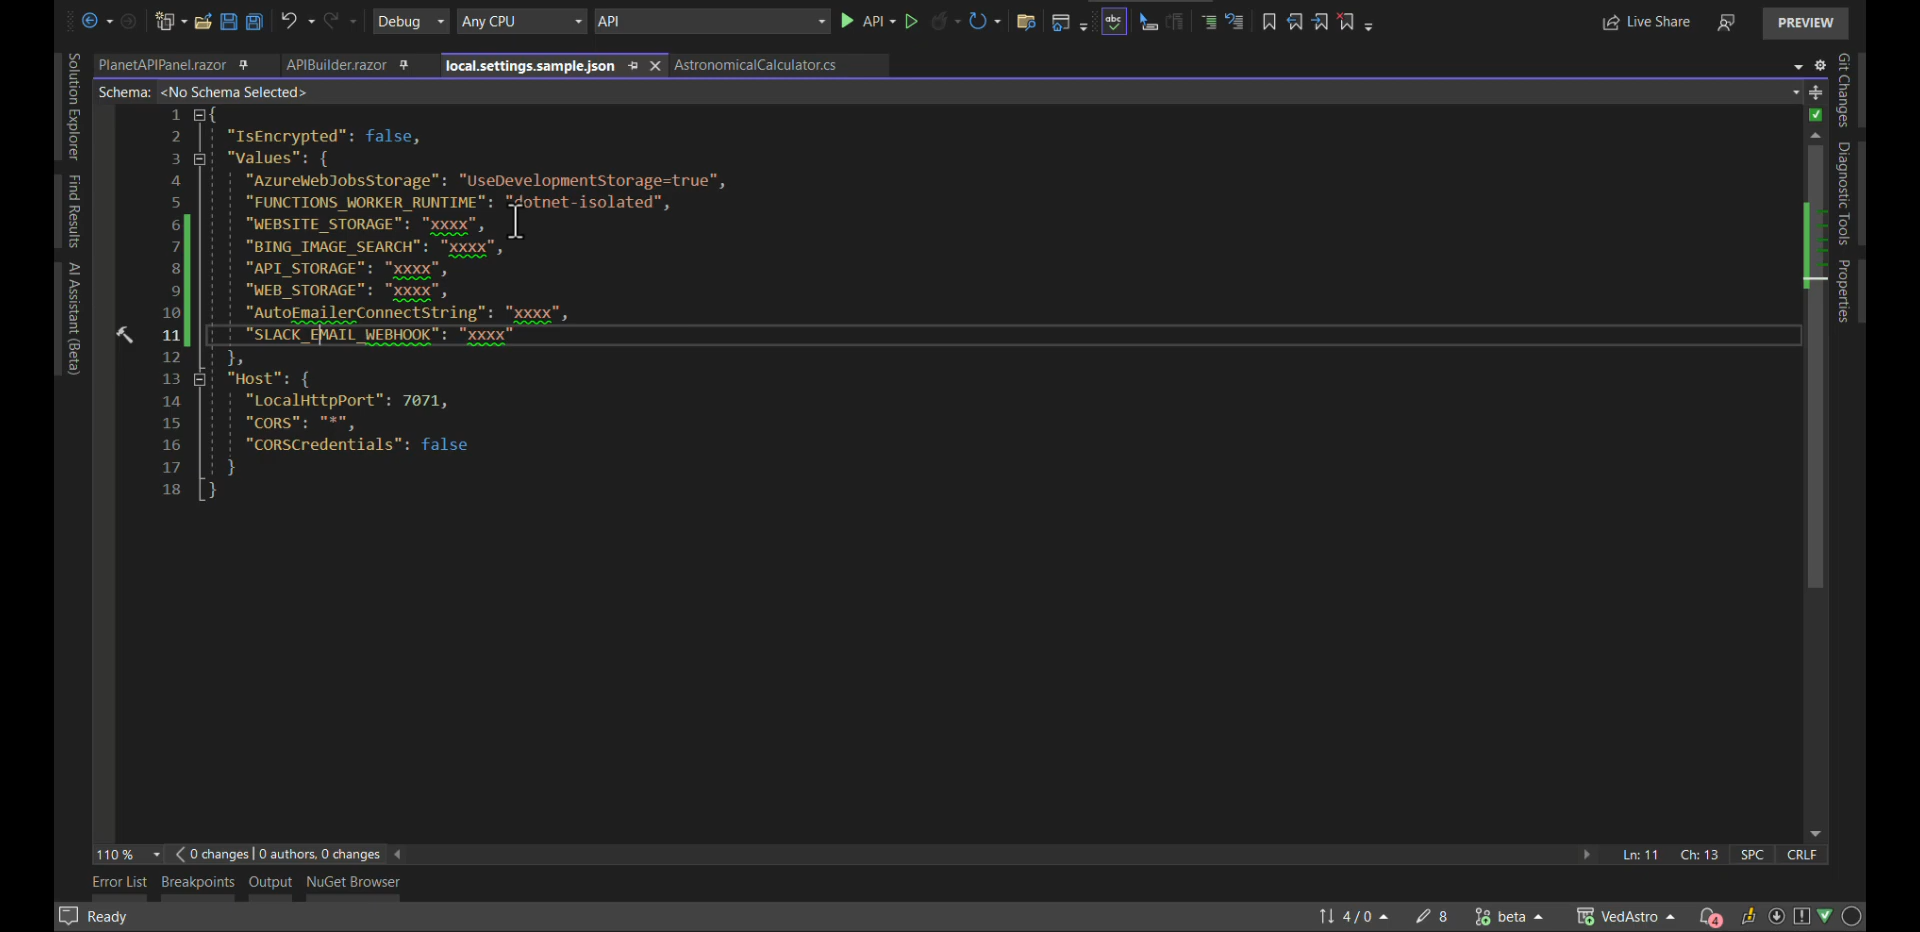 Debug
Any CPU
API
API
abc
Live Share
PREVIEW
PlanetAPIPanel.razor
APIBuilder.razor
local.settings.sample.json
AstronomicalCalculator.cs
Schema: <No Schema Selected>
Solution Explorer
Find Results
AI Assistant (Beta)
Git Changes
Diagnostic Tools
Properties
1 {
2 "IsEncrypted": false,
3 "Values": {
4 "AzureWebJobsStorage": "UseDevelopmentStorage=true",
5 "FUNCTIONS_WORKER_RUNTIME": "dotnet-isolated",
6 "WEBSITE_STORAGE": "xxxx",
7 "BING_IMAGE_SEARCH": "xxxx",
8 "API_STORAGE": "xxxx",
9 "WEB_STORAGE": "xxxx",
10 "AutoEmailerConnectString": "xxxx",
11 "SLACK_EMAIL_WEBHOOK": "xxxx"
12 },
13 "Host": {
14 "LocalHttpPort": 7071,
15 "CORS": "*",
16 "CORSCredentials": false
17 }
18 }
110 %
0 changes | 0 authors, 0 changes
Ln: 11 Ch: 13 SPC CRLF
Error List Breakpoints Output NuGet Browser
Ready
4 / 0
8
beta
VedAstro
4